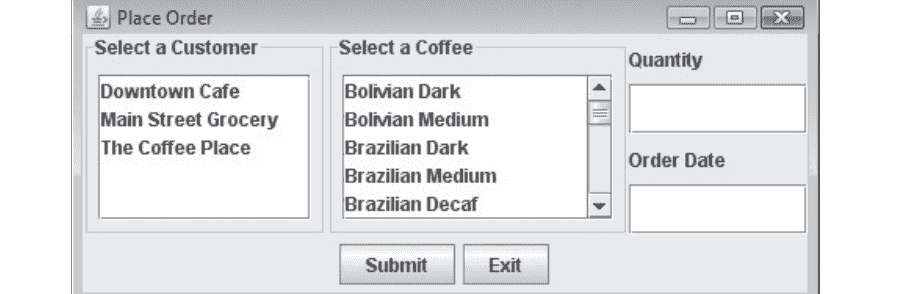 Place Order
Select a Customer
Downtown Cafe
Main Street Grocery
The Coffee Place
Select a Coffee
Bolivian Dark
Bolivian Medium
Brazilian Dark
Brazilian Medium
Brazilian Decaf
Quantity
Order Date
Submit
Exit